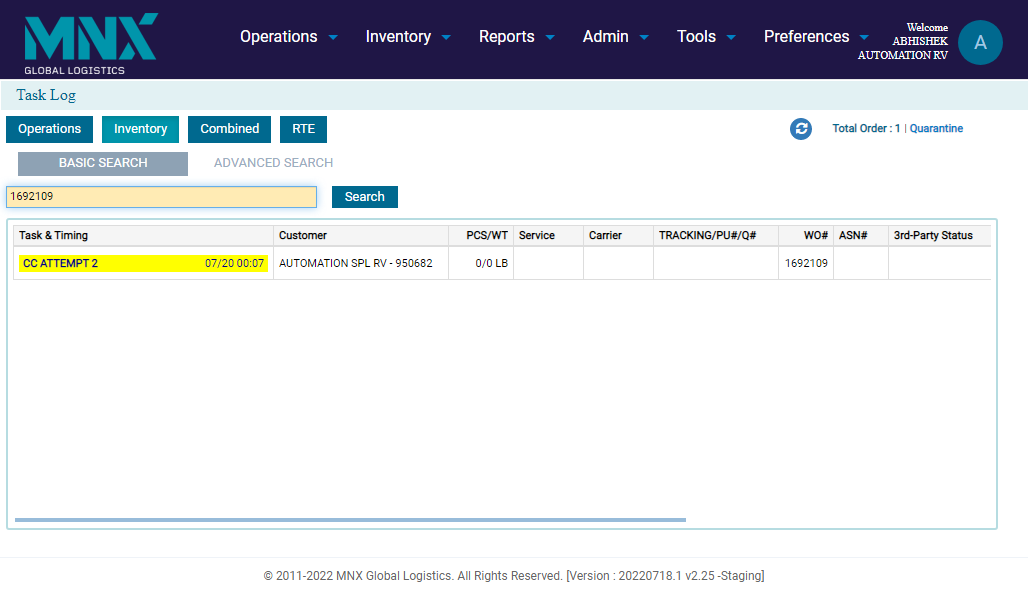 MNX
GLOBAL LOGISTICS
Operations Inventory Reports Admin Tools Preferences
Welcome
ABHISHEK
AUTOMATION RV
A
Task Log
Operations Inventory Combined RTE
Total Order : 1 | Quarantine
BASIC SEARCH ADVANCED SEARCH
1692109 Search
Task & Timing Customer PCS/WT Service Carrier TRACKING/PU#/Q# WO# ASN# 3rd-Party Status
CC ATTEMPT 2 07/20 00:07 AUTOMATION SPL RV - 950682 0/0 LB 1692109
© 2011-2022 MNX Global Logistics. All Rights Reserved. [Version : 20220718.1 v2.25 -Staging]